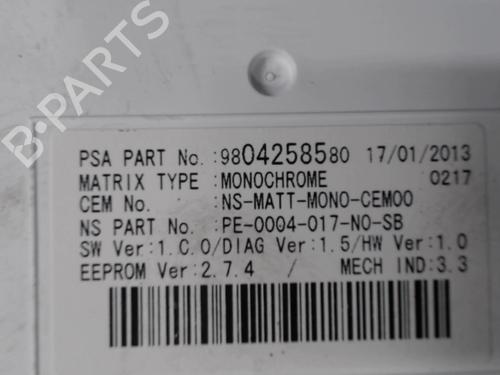 B-PARTS
PSA PART No.:9804258580 17/01/2013
MATRIX TYPE :MONOCHROME 0217
CEM No. :NS-MATT-MONO-CEM00
NS PART No. :PE-0004-017-NO-SB
SW Ver:1.C.0/DIAG Ver:1.5/HW Ver:1.0
EEPROM Ver:2.7.4 / MECH IND:3.3